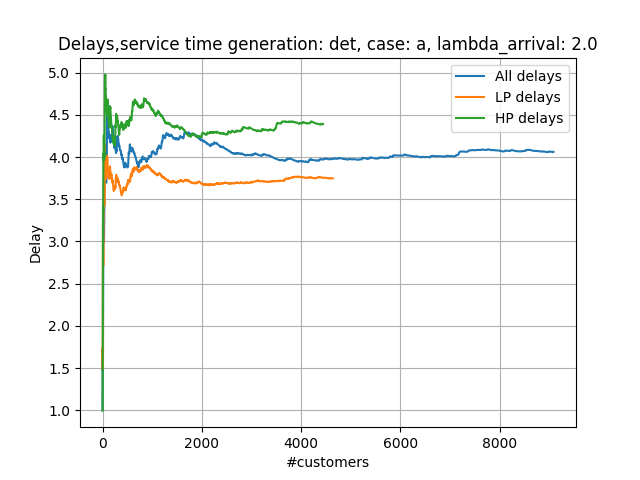 Delays,service time generation: det, case: a, lambda_arrival: 2.0
5.0
4.5
4.0
3.5
3.0
2.5
2.0
1.5
1.0
Delay
All delays
LP delays
HP delays
0 2000 4000 6000 8000
#customers